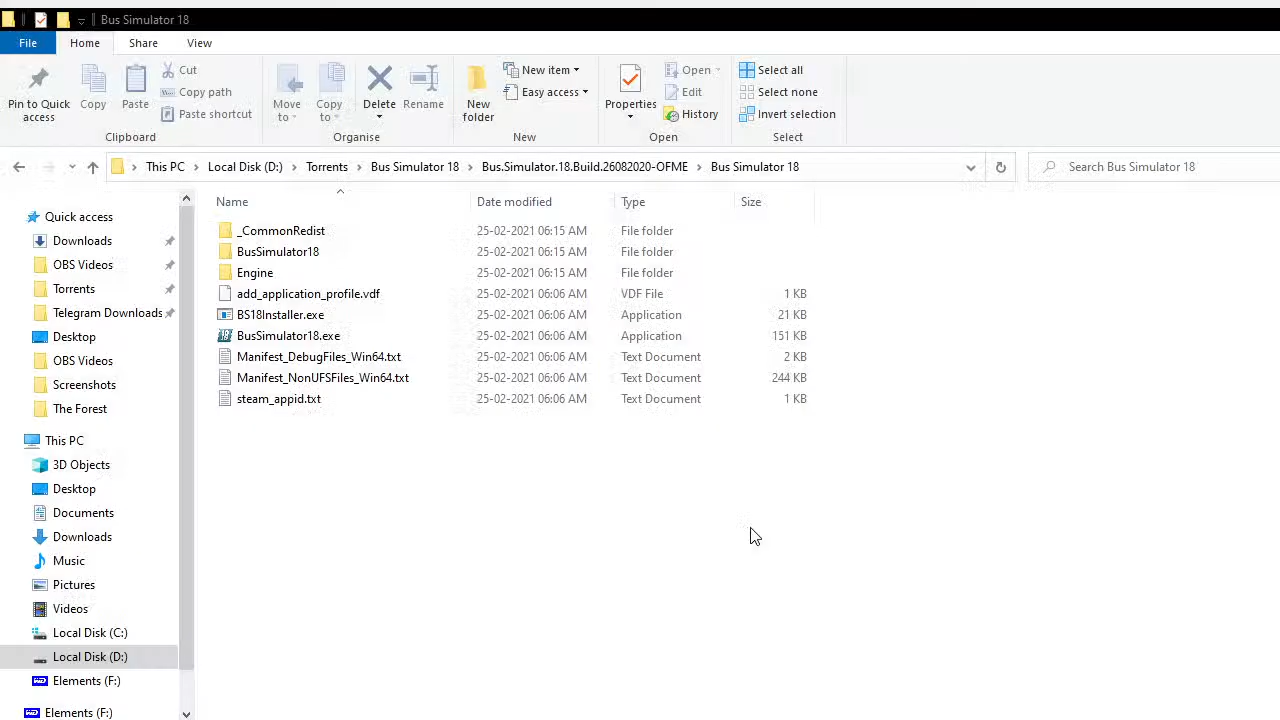 Bus Simulator 18
File Home Share View
Pin to Quick access
Copy
Paste
Cut
Copy path
Paste shortcut
Move to
Copy to
Delete
Rename
New folder
New item
Easy access
Properties
Open
Edit
History
Select all
Select none
Invert selection
Clipboard Organise New Open Select
This PC Local Disk (D:) Torrents Bus Simulator 18 Bus.Simulator.18.Build.26082020-OFME Bus Simulator 18 Search Bus Simulator 18
Name Date modified Type Size
_CommonRedist 25-02-2021 06:15 AM File folder
BusSimulator18 25-02-2021 06:15 AM File folder
Engine 25-02-2021 06:15 AM File folder
add_application_profile.vdf 25-02-2021 06:06 AM VDF File 1 KB
BS18Installer.exe 25-02-2021 06:06 AM Application 21 KB
BusSimulator18.exe 25-02-2021 06:06 AM Application 151 KB
Manifest_DebugFiles_Win64.txt 25-02-2021 06:06 AM Text Document 2 KB
Manifest_NonUFSFiles_Win64.txt 25-02-2021 06:06 AM Text Document 244 KB
steam_appid.txt 25-02-2021 06:06 AM Text Document 1 KB
Quick access
Downloads
OBS Videos
Torrents
Telegram Downloads
Desktop
OBS Videos
Screenshots
The Forest
This PC
3D Objects
Desktop
Documents
Downloads
Music
Pictures
Videos
Local Disk (C:)
Local Disk (D:)
Elements (F:)
Elements (F:)